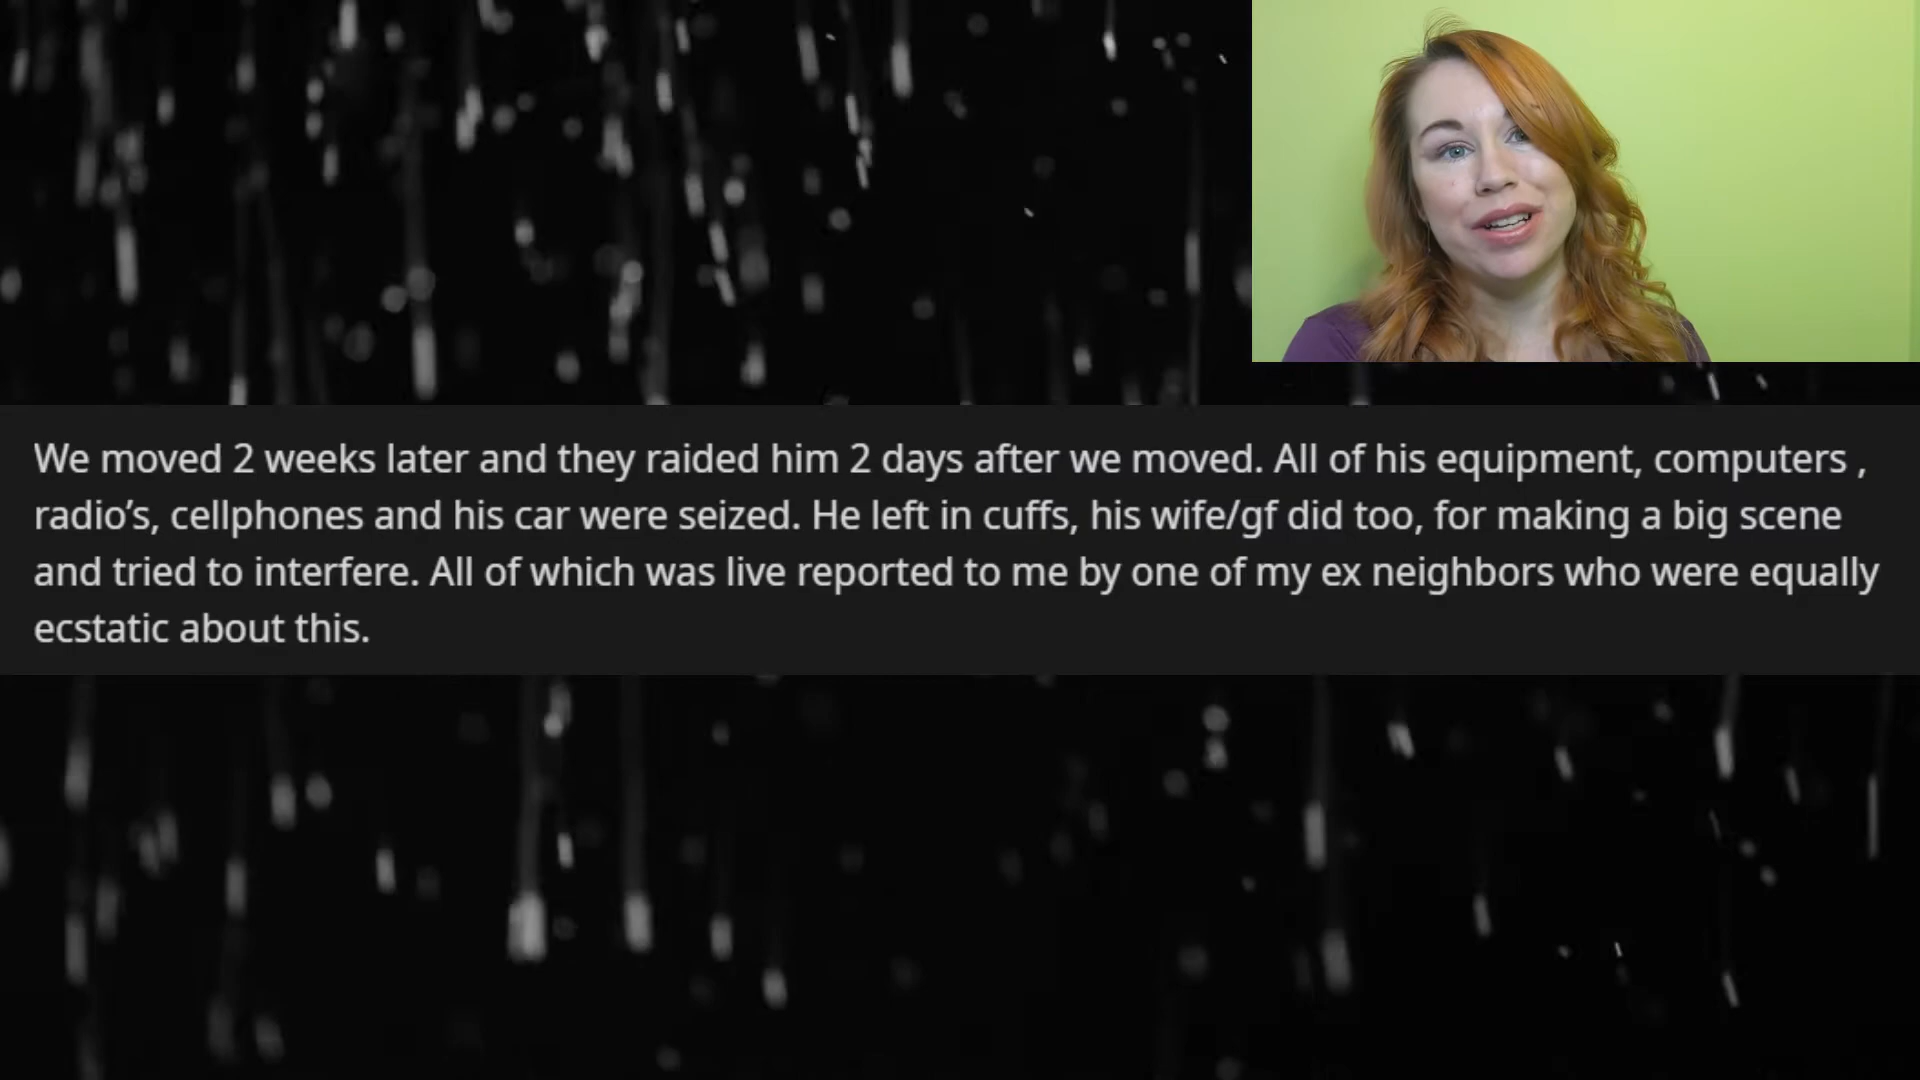 We moved 2 weeks later and they raided him 2 days after we moved. All of his equipment, computers ,
radio’s, cellphones and his car were seized. He left in cuffs, his wife/gf did too, for making a big scene
and tried to interfere. All of which was live reported to me by one of my ex neighbors who were equally
ecstatic about this.